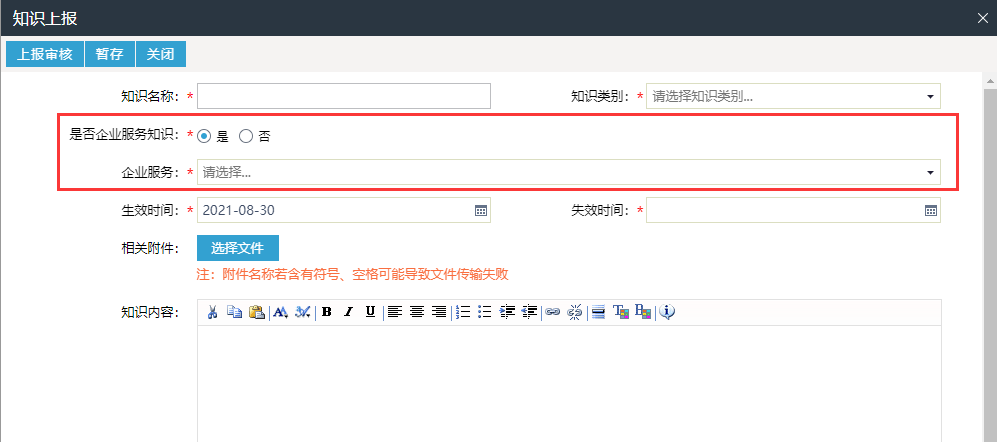 知识上报
上报审核 暂存 关闭
知识名称： * 知识类别： * 请选择知识类别...
是否企业服务知识： * 是 否
企业服务： * 请选择...
生效时间： * 2021-08-30 失效时间： *
相关附件： 选择文件
注：附件名称若含有符号、空格可能导致文件传输失败
知识内容： B I U